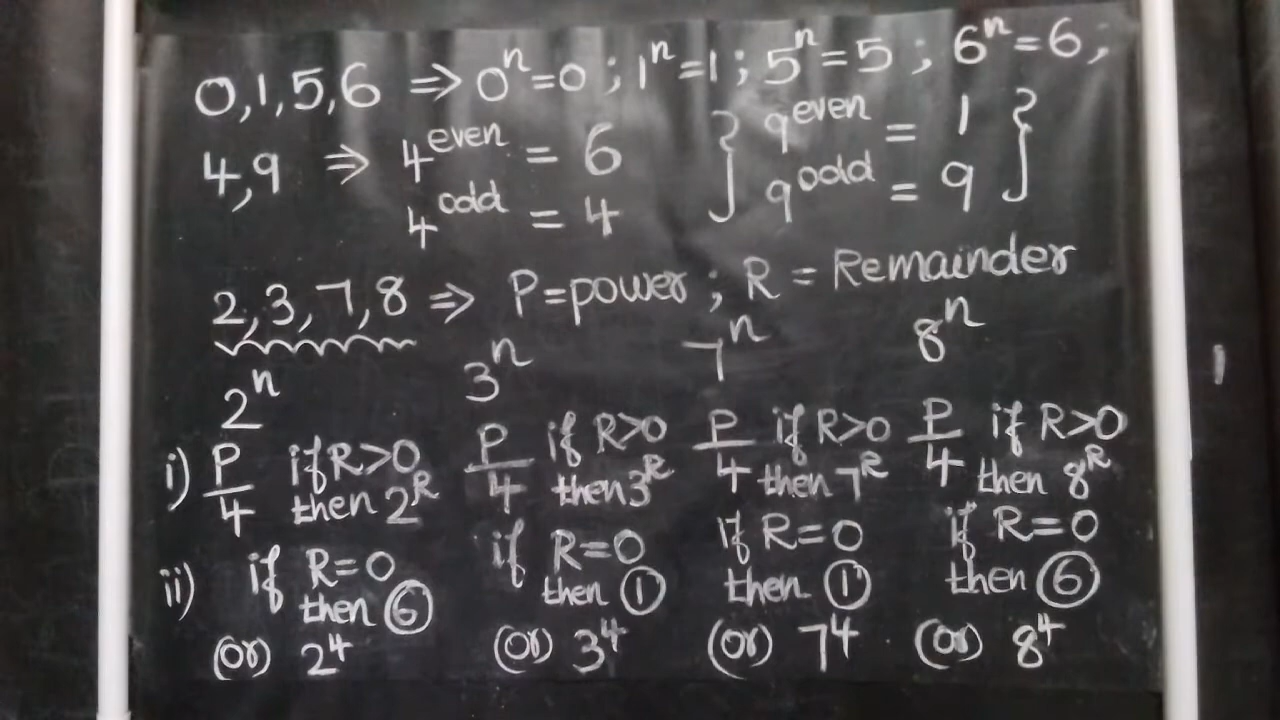 0,1,5,6 ⇒ 0ⁿ=0 ; 1ⁿ=1 ; 5ⁿ=5 ; 6ⁿ=6 ;
4,9 ⇒ 4^even = 6 } 9^even = 1 }
4^odd = 4 9^odd = 9
2,3,7,8 ⇒ P=power ; R = Remainder
2ⁿ 3ⁿ 7ⁿ 8ⁿ
i) P/4 if R>0 P/4 if R>0 P/4 if R>0 P/4 if R>0
then 2^R then 3^R then 7^R then 8^R
ii) if R=0 if R=0 if R=0 if R=0
then 6 then 1 then 1 then 6
(or) 2⁴ (or) 3⁴ (or) 7⁴ (or) 8⁴